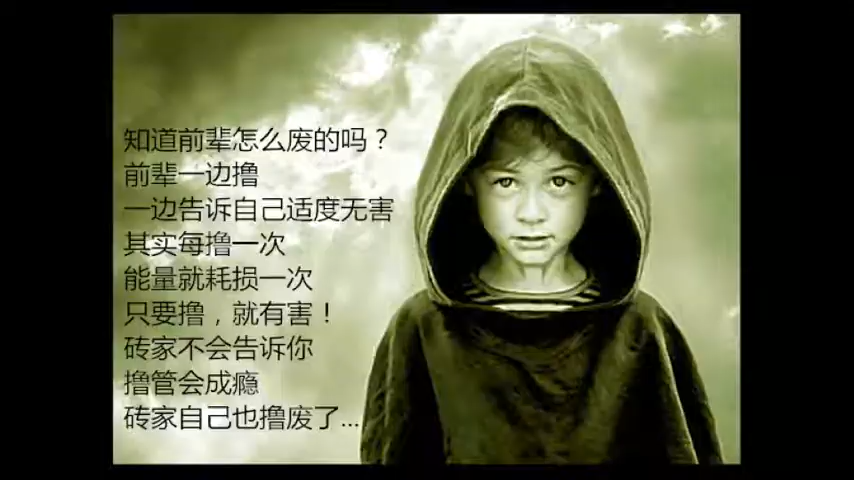 知道前辈怎么废的吗？
前辈一边撸
一边告诉自己适度无害
其实每撸一次
能量就耗损一次
只要撸，就有害！
砖家不会告诉你
撸管会成瘾
砖家自己也撸废了...